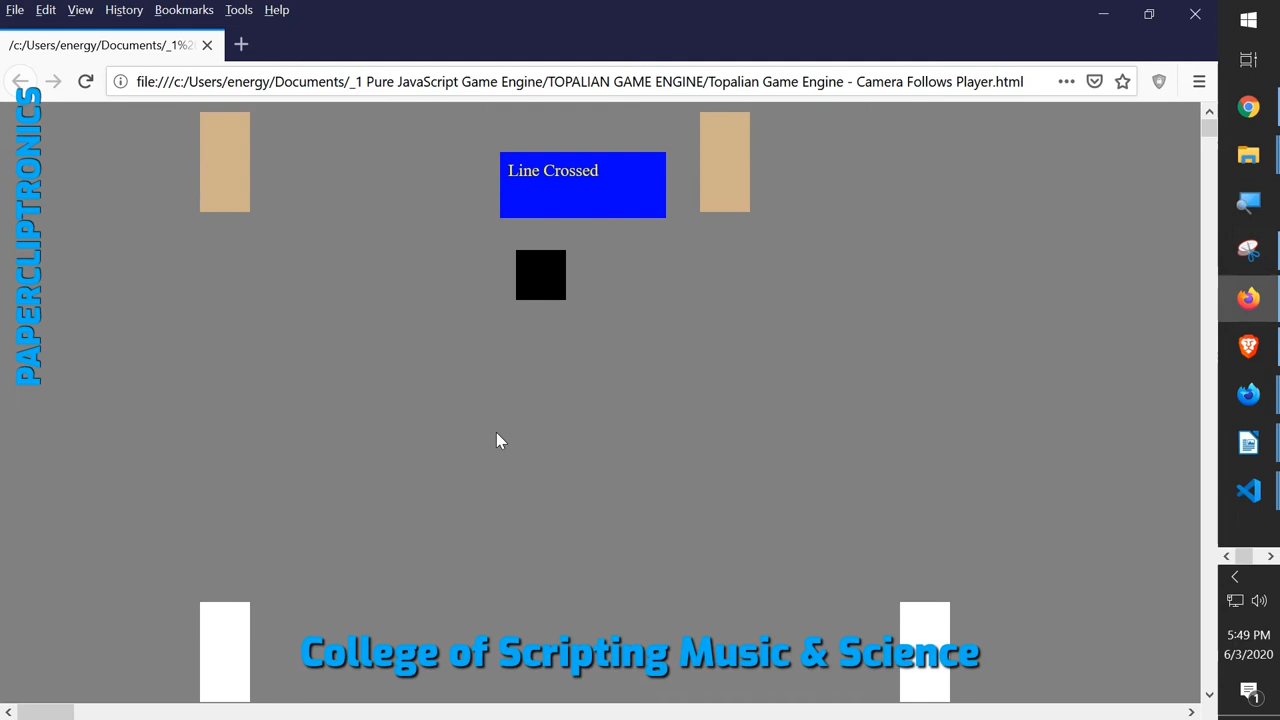 File Edit View History Bookmarks Tools Help
/c:/Users/energy/Documents/_1%2
file:///c:/Users/energy/Documents/_1 Pure JavaScript Game Engine/TOPALIAN GAME ENGINE/Topalian Game Engine - Camera Follows Player.html
PAPERCLIPTRONICS
Line Crossed
College of Scripting Music & Science
5:49 PM
6/3/2020
1